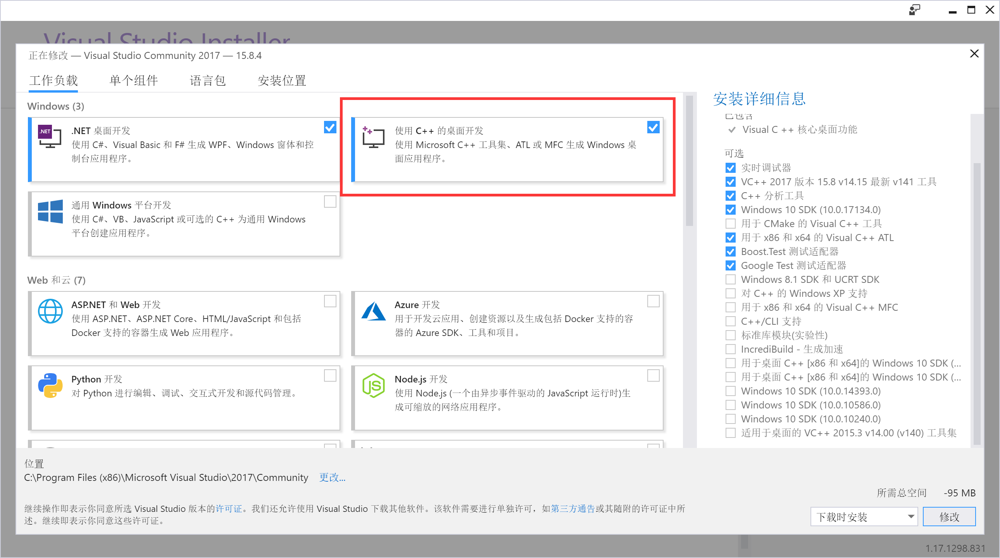 Visual Studio Installer
正在修改 — Visual Studio Community 2017 — 15.8.4
工作负载 单个组件 语言包 安装位置
Windows (3)
.NET
.NET 桌面开发
使用 C#、Visual Basic 和 F# 生成 WPF、Windows 窗体和控
制台应用程序。
使用 C++ 的桌面开发
使用 Microsoft C++ 工具集、ATL 或 MFC 生成 Windows 桌
面应用程序。
通用 Windows 平台开发
使用 C#、VB、JavaScript 或可选的 C++ 为通用 Windows
平台创建应用程序。
Web 和云 (7)
ASP.NET 和 Web 开发
使用 ASP.NET、ASP.NET Core、HTML/JavaScript 和包括
Docker 支持的容器生成 Web 应用程序。
Azure 开发
用于开发云应用、创建资源以及生成包括 Docker 支持的容
器的 Azure SDK、工具和项目。
Python 开发
对 Python 进行编辑、调试、交互式开发和源代码管理。
JS
Node.js 开发
使用 Node.js (一个由异步事件驱动的 JavaScript 运行时)生
成可缩放的网络应用程序。
安装详细信息
已包含
Visual C ++ 核心桌面功能
可选
实时调试器
VC++ 2017 版本 15.8 v14.15 最新 v141 工具
C++ 分析工具
Windows 10 SDK (10.0.17134.0)
用于 CMake 的 Visual C++ 工具
用于 x86 和 x64 的 Visual C++ ATL
Boost.Test 测试适配器
Google Test 测试适配器
Windows 8.1 SDK 和 UCRT SDK
对 C++ 的 Windows XP 支持
用于 x86 和 x64 的 Visual C++ MFC
C++/CLI 支持
标准库模块(实验性)
IncrediBuild - 生成加速
用于桌面 C++ [x86 和 x64]的 Windows 10 SDK (...
用于桌面 C++ [x86 和 x64]的 Windows 10 SDK (...
Windows 10 SDK (10.0.14393.0)
Windows 10 SDK (10.0.10586.0)
Windows 10 SDK (10.0.10240.0)
适用于桌面的 VC++ 2015.3 v14.00 (v140) 工具集
位置
C:\Program Files (x86)\Microsoft Visual Studio\2017\Community 更改...
所需总空间 -95 MB
继续操作即表示你同意所选 Visual Studio 版本的许可证。我们还允许使用 Visual Studio 下载其他软件。该软件需要进行单独许可，如第三方通告或其随附的许可证中所
述。继续即表示你同意这些许可证。
下载时安装 修改
1.17.1298.831